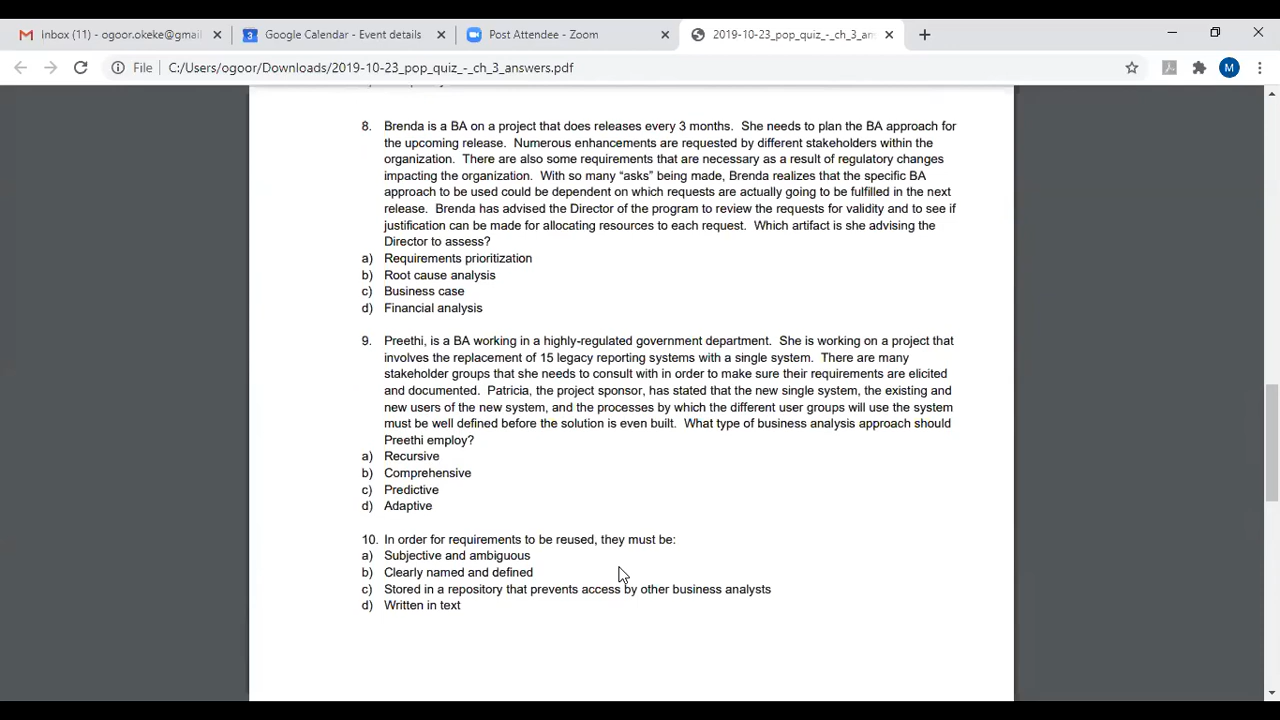 Inbox (11) - ogoor.okeke@gmai
Google Calendar - Event details
Post Attendee - Zoom
2019-10-23_pop_quiz_-_ch_3_ans
File
C:/Users/ogoor/Downloads/2019-10-23_pop_quiz_-_ch_3_answers.pdf
M
8. Brenda is a BA on a project that does releases every 3 months. She needs to plan the BA approach for
the upcoming release. Numerous enhancements are requested by different stakeholders within the
organization. There are also some requirements that are necessary as a result of regulatory changes
impacting the organization. With so many “asks” being made, Brenda realizes that the specific BA
approach to be used could be dependent on which requests are actually going to be fulfilled in the next
release. Brenda has advised the Director of the program to review the requests for validity and to see if
justification can be made for allocating resources to each request. Which artifact is she advising the
Director to assess?
a) Requirements prioritization
b) Root cause analysis
c) Business case
d) Financial analysis
9. Preethi, is a BA working in a highly-regulated government department. She is working on a project that
involves the replacement of 15 legacy reporting systems with a single system. There are many
stakeholder groups that she needs to consult with in order to make sure their requirements are elicited
and documented. Patricia, the project sponsor, has stated that the new single system, the existing and
new users of the new system, and the processes by which the different user groups will use the system
must be well defined before the solution is even built. What type of business analysis approach should
Preethi employ?
a) Recursive
b) Comprehensive
c) Predictive
d) Adaptive
10. In order for requirements to be reused, they must be:
a) Subjective and ambiguous
b) Clearly named and defined
c) Stored in a repository that prevents access by other business analysts
d) Written in text